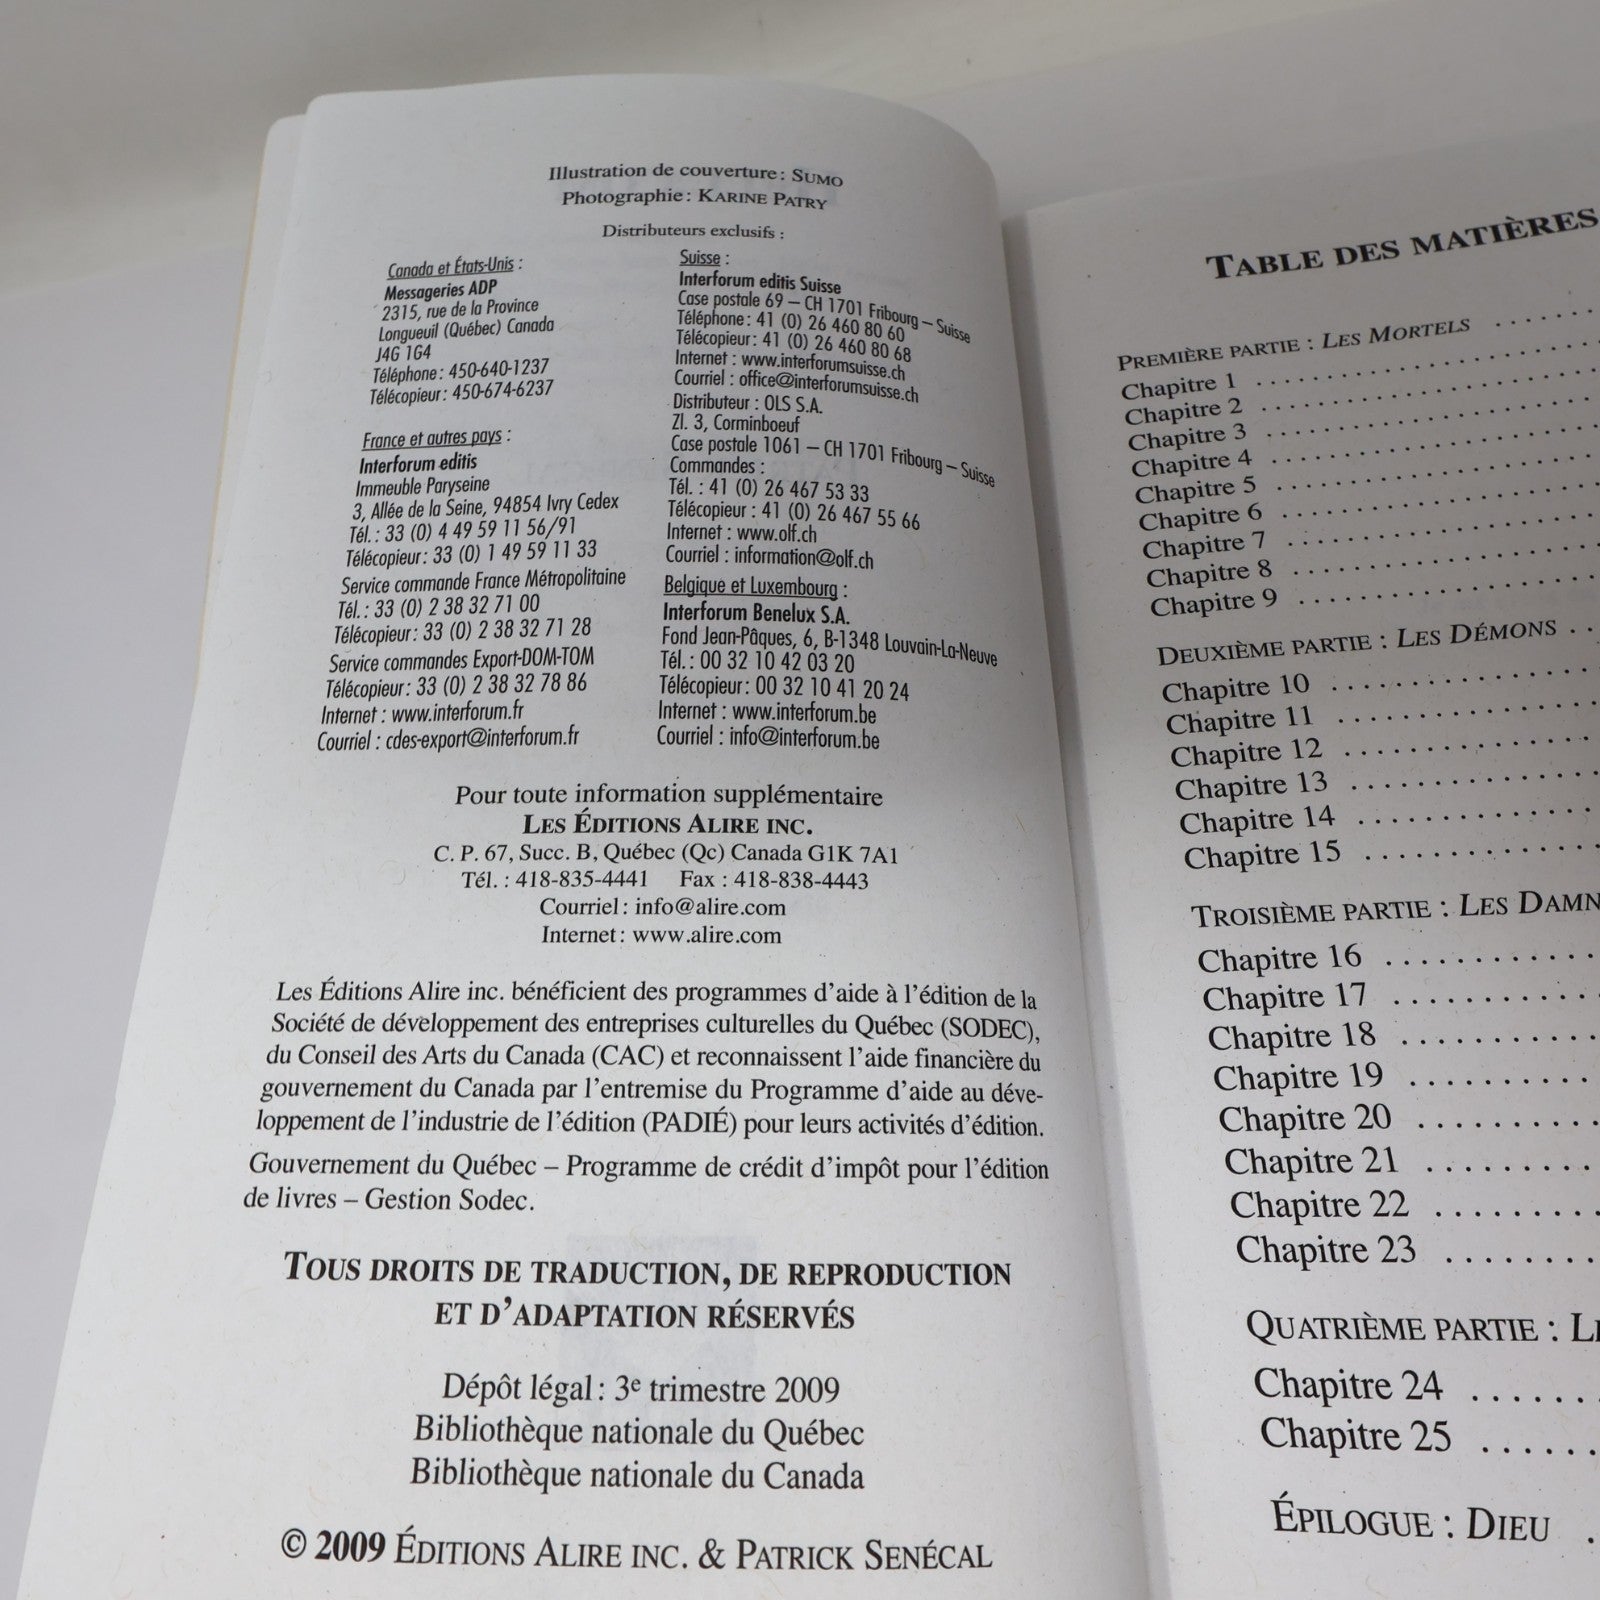 Illustration de couverture : SUMO
Photographie : KARINE PATRY
Distributeurs exclusifs :
Canada et États-Unis :
Messageries ADP
2315, rue de la Province
Longueuil (Québec) Canada
J4G 1G4
Téléphone : 450-640-1237
Télécopieur : 450-674-6237
France et autres pays :
Interforum editis
Immeuble Paryseine
3, Allée de la Seine, 94854 Ivry Cedex
Tél. : 33 (0) 4 49 59 11 56/91
Télécopieur : 33 (0) 1 49 59 11 33
Service commande France Métropolitaine
Tél. : 33 (0) 2 38 32 71 00
Télécopieur : 33 (0) 2 38 32 71 28
Service commandes Export-DOM-TOM
Télécopieur : 33 (0) 2 38 32 78 86
Internet : www.interforum.fr
Courriel : cdes-export@interforum.fr
Suisse :
Interforum editis Suisse
Case postale 69 – CH 1701 Fribourg – Suisse
Téléphone : 41 (0) 26 460 80 60
Télécopieur : 41 (0) 26 460 80 68
Internet : www.interforumsuisse.ch
Courriel : office@interforumsuisse.ch
Distributeur : OLS S.A.
Zl. 3, Corminboeuf
Case postale 1061 – CH 1701 Fribourg – Suisse
Commandes :
Tél. : 41 (0) 26 467 53 33
Télécopieur : 41 (0) 26 467 55 66
Internet : www.olf.ch
Courriel : information@olf.ch
Belgique et Luxembourg :
Interforum Benelux S.A.
Fond Jean-Pâques, 6, B-1348 Louvain-La-Neuve
Tél. : 00 32 10 42 03 20
Télécopieur : 00 32 10 41 20 24
Internet : www.interforum.be
Courriel : info@interforum.be
Pour toute information supplémentaire
LES ÉDITIONS ALIRE INC.
C. P. 67, Succ. B, Québec (Qc) Canada G1K 7A1
Tél. : 418-835-4441 Fax : 418-838-4443
Courriel : info@alire.com
Internet : www.alire.com
Les Éditions Alire inc. bénéficient des programmes d'aide à l'édition de la
Société de développement des entreprises culturelles du Québec (SODEC),
du Conseil des Arts du Canada (CAC) et reconnaissent l'aide financière du
gouvernement du Canada par l'entremise du Programme d'aide au déve-
loppement de l'industrie de l'édition (PADIÉ) pour leurs activités d'édition.
Gouvernement du Québec – Programme de crédit d'impôt pour l'édition
de livres – Gestion Sodec.
TOUS DROITS DE TRADUCTION, DE REPRODUCTION
ET D'ADAPTATION RÉSERVÉS
Dépôt légal : 3e trimestre 2009
Bibliothèque nationale du Québec
Bibliothèque nationale du Canada
© 2009 ÉDITIONS ALIRE INC. & PATRICK SENÉCAL
TABLE DES MATIÈRES
PREMIÈRE PARTIE : LES MORTELS
Chapitre 1
Chapitre 2
Chapitre 3
Chapitre 4
Chapitre 5
Chapitre 6
Chapitre 7
Chapitre 8
Chapitre 9
DEUXIÈME PARTIE : LES DÉMONS
Chapitre 10
Chapitre 11
Chapitre 12
Chapitre 13
Chapitre 14
Chapitre 15
TROISIÈME PARTIE : LES DAMN
Chapitre 16
Chapitre 17
Chapitre 18
Chapitre 19
Chapitre 20
Chapitre 21
Chapitre 22
Chapitre 23
QUATRIÈME PARTIE : LE
Chapitre 24
Chapitre 25
ÉPILOGUE : DIEU